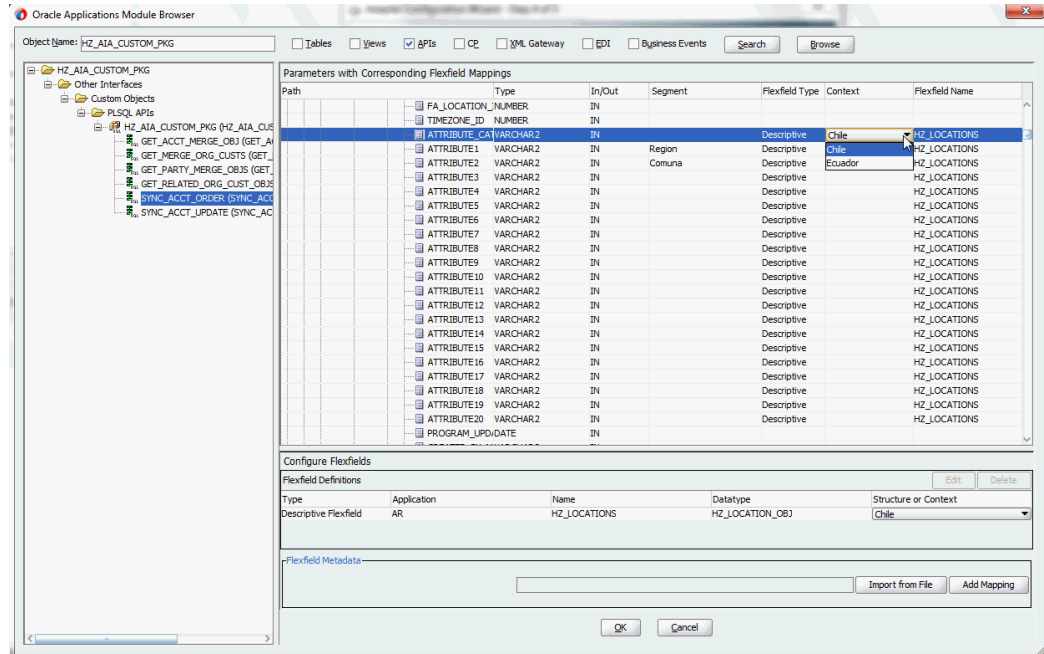 Oracle Applications Module Browser
Object Name: HZ_AIA_CUSTOM_PKG Tables Views APIs CP XML Gateway EDI Business Events Search Browse
HZ_AIA_CUSTOM_PKG
Other Interfaces
Custom Objects
PLSQL APIs
HZ_AIA_CUSTOM_PKG (HZ_AIA_CUS
GET_ACCT_MERGE_OBJ (GET_A
GET_MERGE_ORG_CUSTS (GET_
GET_PARTY_MERGE_OBJS (GET_
GET_RELATED_ORG_CUST_OBJS
SYNC_ACCT_ORDER (SYNC_ACC
SYNC_ACCT_UPDATE (SYNC_AC
Parameters with Corresponding Flexfield Mappings
Path Type In/Out Segment Flexfield Type Context Flexfield Name
FA_LOCATION_ NUMBER IN
TIMEZONE_ID NUMBER IN
ATTRIBUTE_CAT VARCHAR2 IN Descriptive Chile HZ_LOCATIONS
ATTRIBUTE1 VARCHAR2 IN Region Descriptive Chile HZ_LOCATIONS
ATTRIBUTE2 VARCHAR2 IN Comuna Descriptive Ecuador HZ_LOCATIONS
ATTRIBUTE3 VARCHAR2 IN Descriptive HZ_LOCATIONS
ATTRIBUTE4 VARCHAR2 IN Descriptive HZ_LOCATIONS
ATTRIBUTE5 VARCHAR2 IN Descriptive HZ_LOCATIONS
ATTRIBUTE6 VARCHAR2 IN Descriptive HZ_LOCATIONS
ATTRIBUTE7 VARCHAR2 IN Descriptive HZ_LOCATIONS
ATTRIBUTE8 VARCHAR2 IN Descriptive HZ_LOCATIONS
ATTRIBUTE9 VARCHAR2 IN Descriptive HZ_LOCATIONS
ATTRIBUTE10 VARCHAR2 IN Descriptive HZ_LOCATIONS
ATTRIBUTE11 VARCHAR2 IN Descriptive HZ_LOCATIONS
ATTRIBUTE12 VARCHAR2 IN Descriptive HZ_LOCATIONS
ATTRIBUTE13 VARCHAR2 IN Descriptive HZ_LOCATIONS
ATTRIBUTE14 VARCHAR2 IN Descriptive HZ_LOCATIONS
ATTRIBUTE15 VARCHAR2 IN Descriptive HZ_LOCATIONS
ATTRIBUTE16 VARCHAR2 IN Descriptive HZ_LOCATIONS
ATTRIBUTE17 VARCHAR2 IN Descriptive HZ_LOCATIONS
ATTRIBUTE18 VARCHAR2 IN Descriptive HZ_LOCATIONS
ATTRIBUTE19 VARCHAR2 IN Descriptive HZ_LOCATIONS
ATTRIBUTE20 VARCHAR2 IN Descriptive HZ_LOCATIONS
PROGRAM_UPD DATE IN
Configure Flexfields
Flexfield Definitions Edit Delete
Type Application Name Datatype Structure or Context
Descriptive Flexfield AR HZ_LOCATIONS HZ_LOCATION_OBJ Chile
Flexfield Metadata
Import from File Add Mapping
OK Cancel